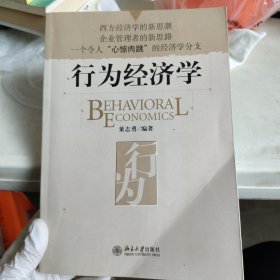 西方经济学的新思潮
企业管理者的新思路
一个令人“心惊肉跳”的经济学分支
行为经济学
BEHAVIORAL
ECONOMICS
董志勇/编著
行为
北京大学出版社